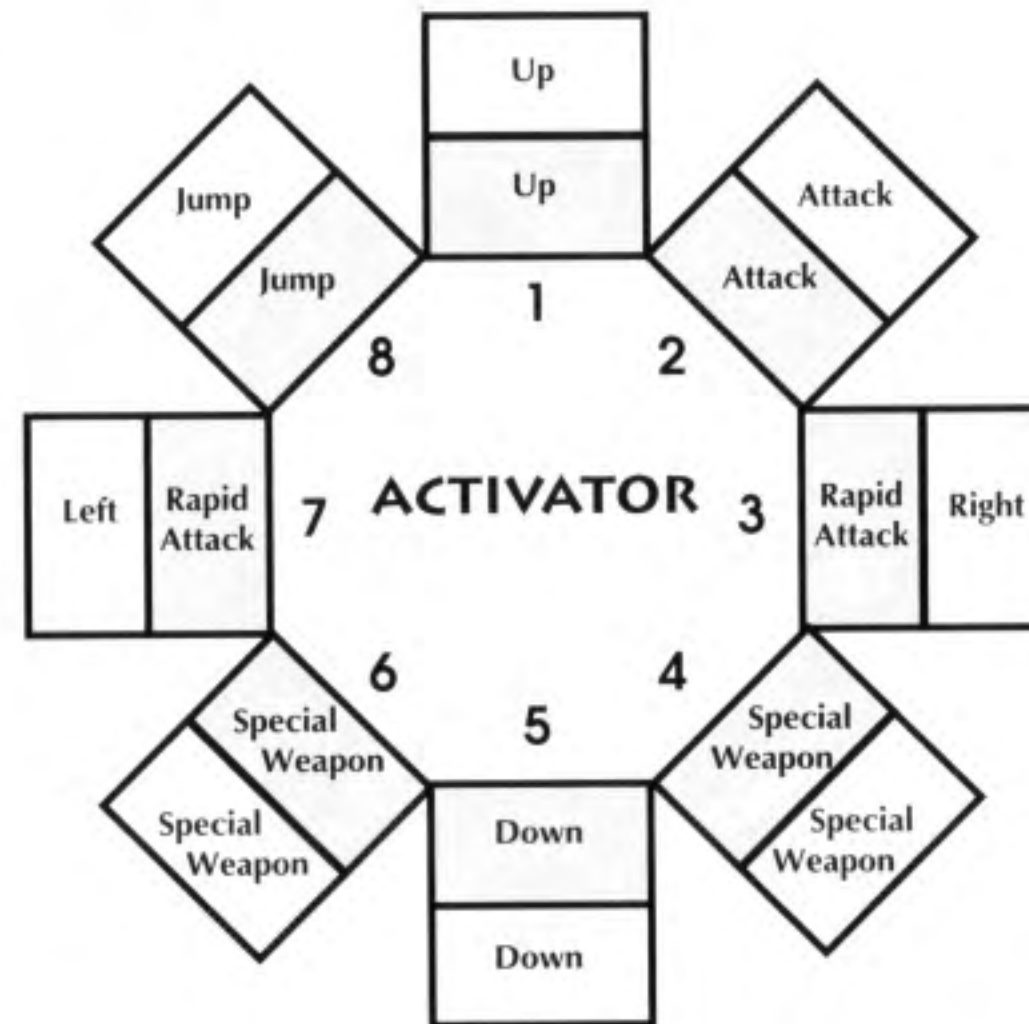 Up
Up
Jump
Jump
Attack
Attack
1
8
2
Left
Rapid
Attack
7
ACTIVATOR
3
Rapid
Attack
Right
6
4
5
Special
Weapon
Special
Weapon
Special
Weapon
Special
Weapon
Down
Down